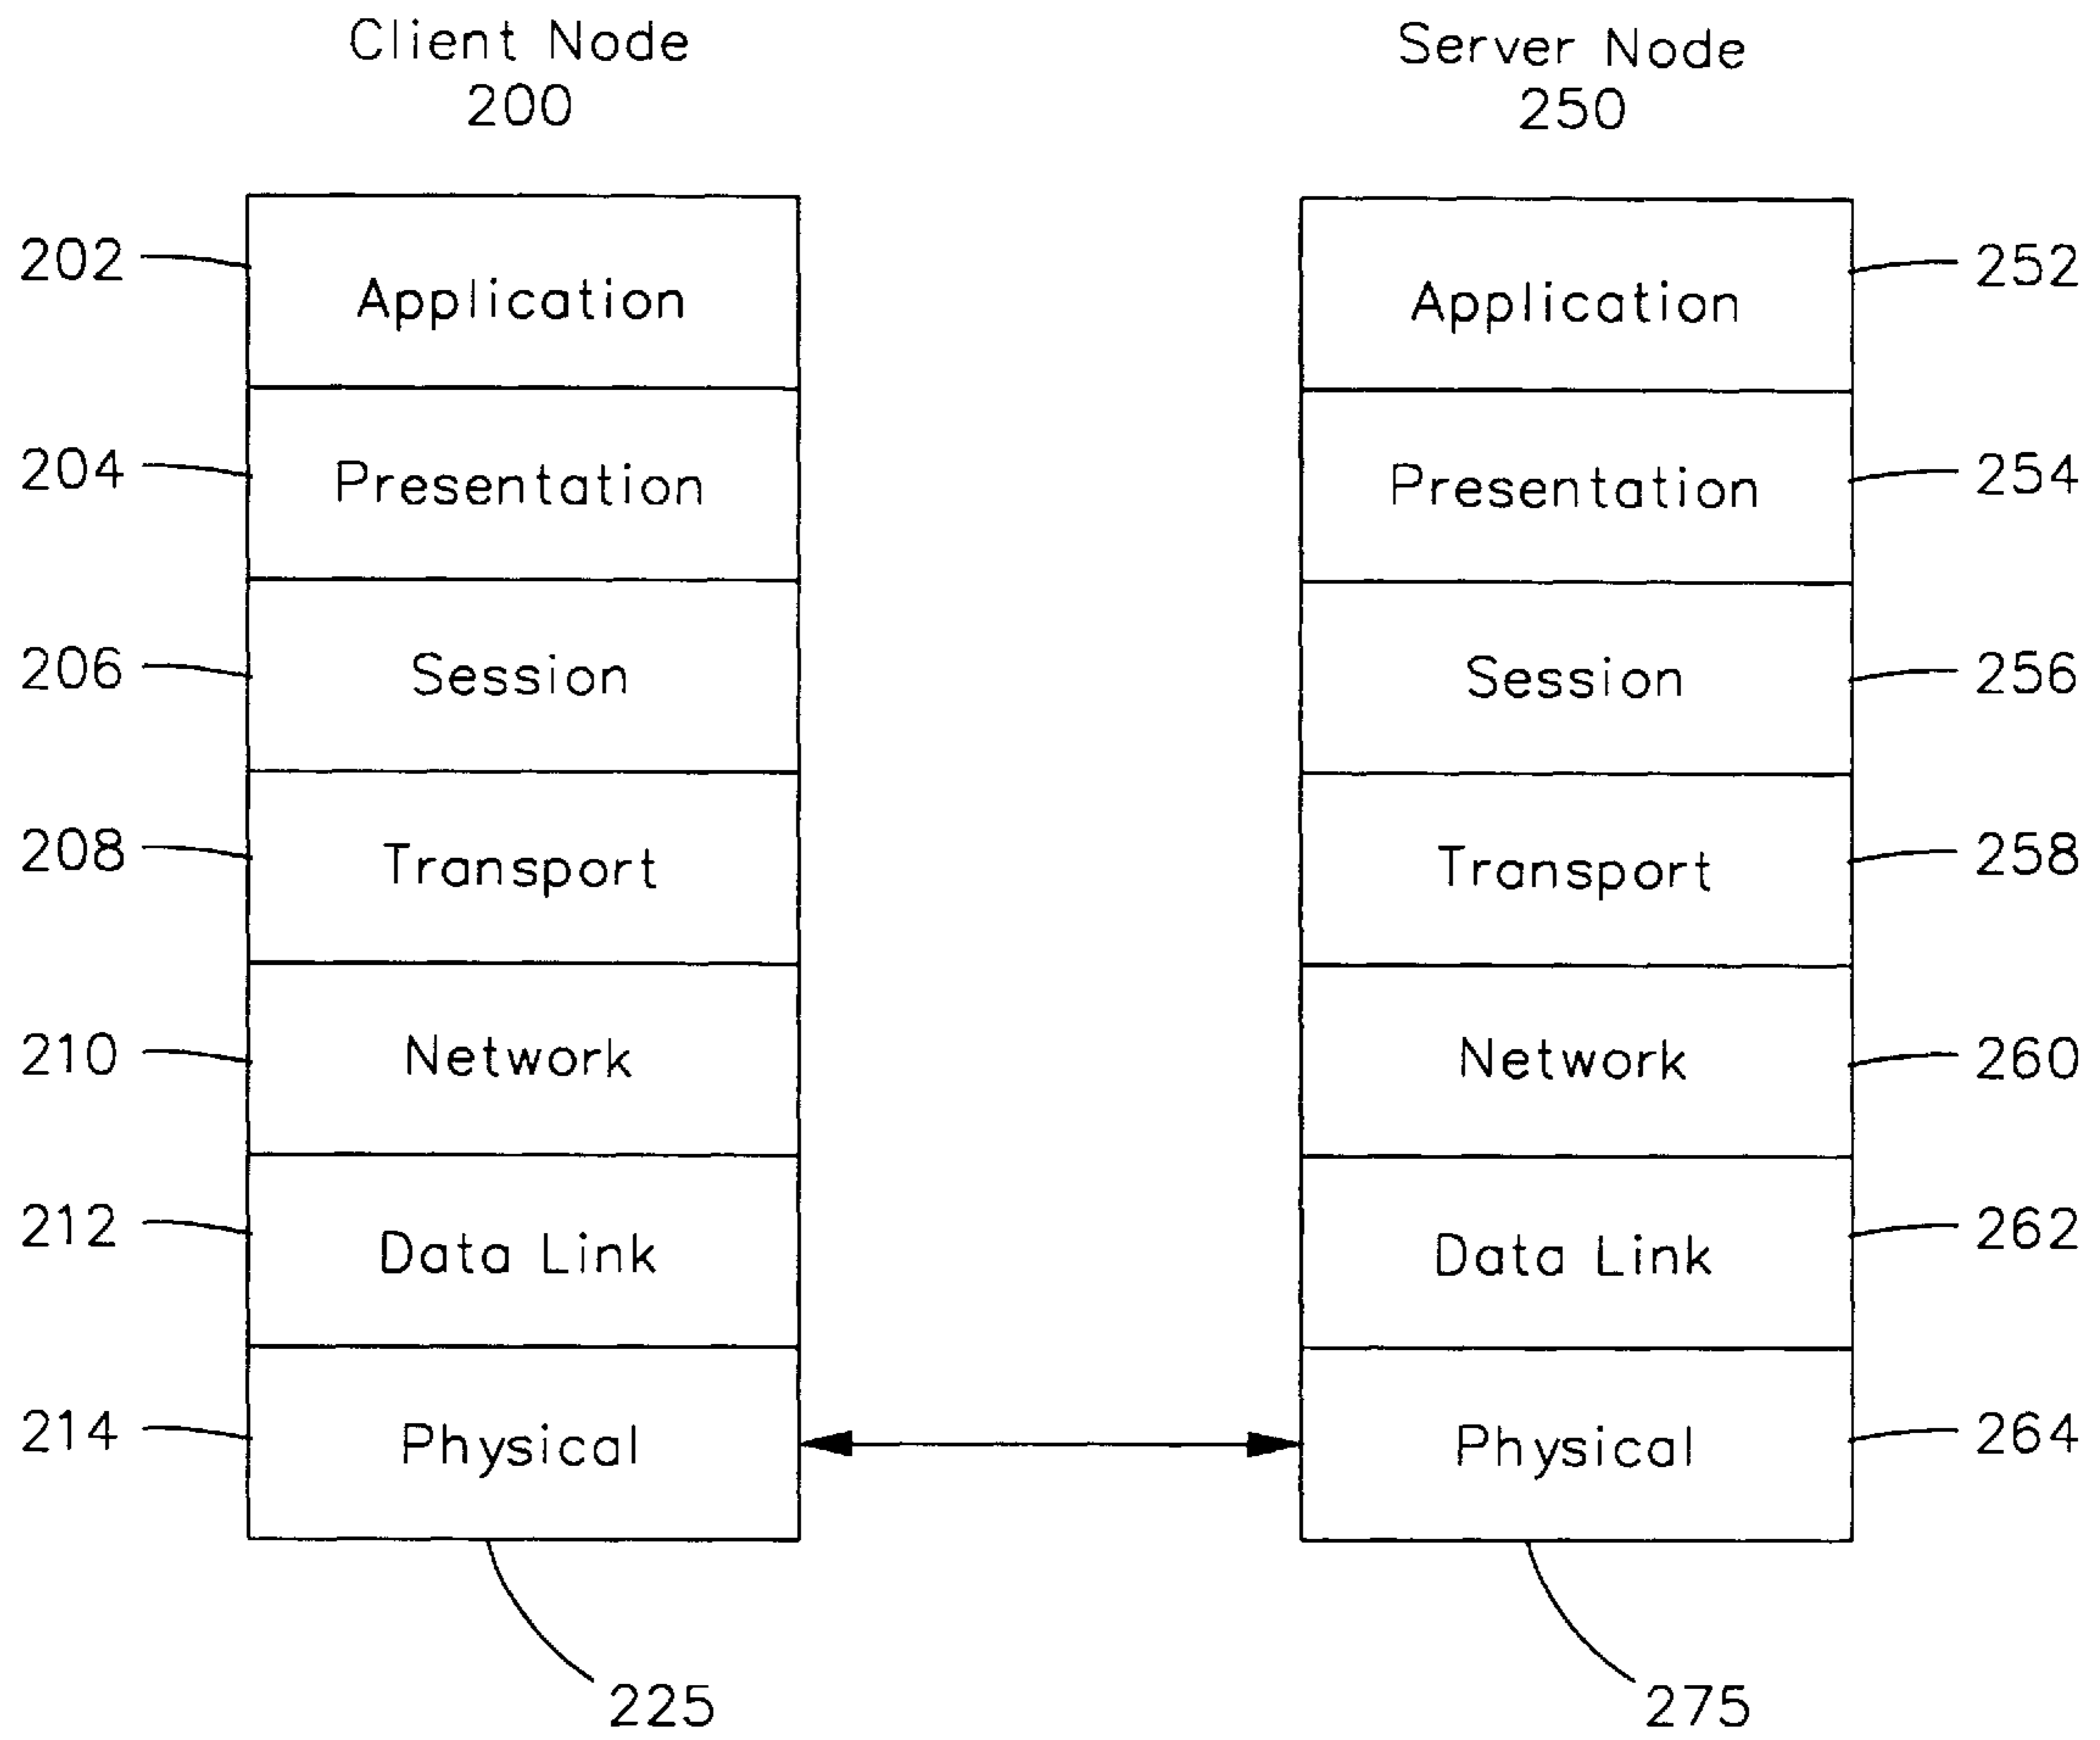 Client Node
200
Server Node
250
202
Application
Application
252
204
Presentation
Presentation
254
206
Session
Session
256
208
Transport
Transport
258
210
Network
Network
260
212
Data Link
Data Link
262
214
Physical
Physical
264
225
275